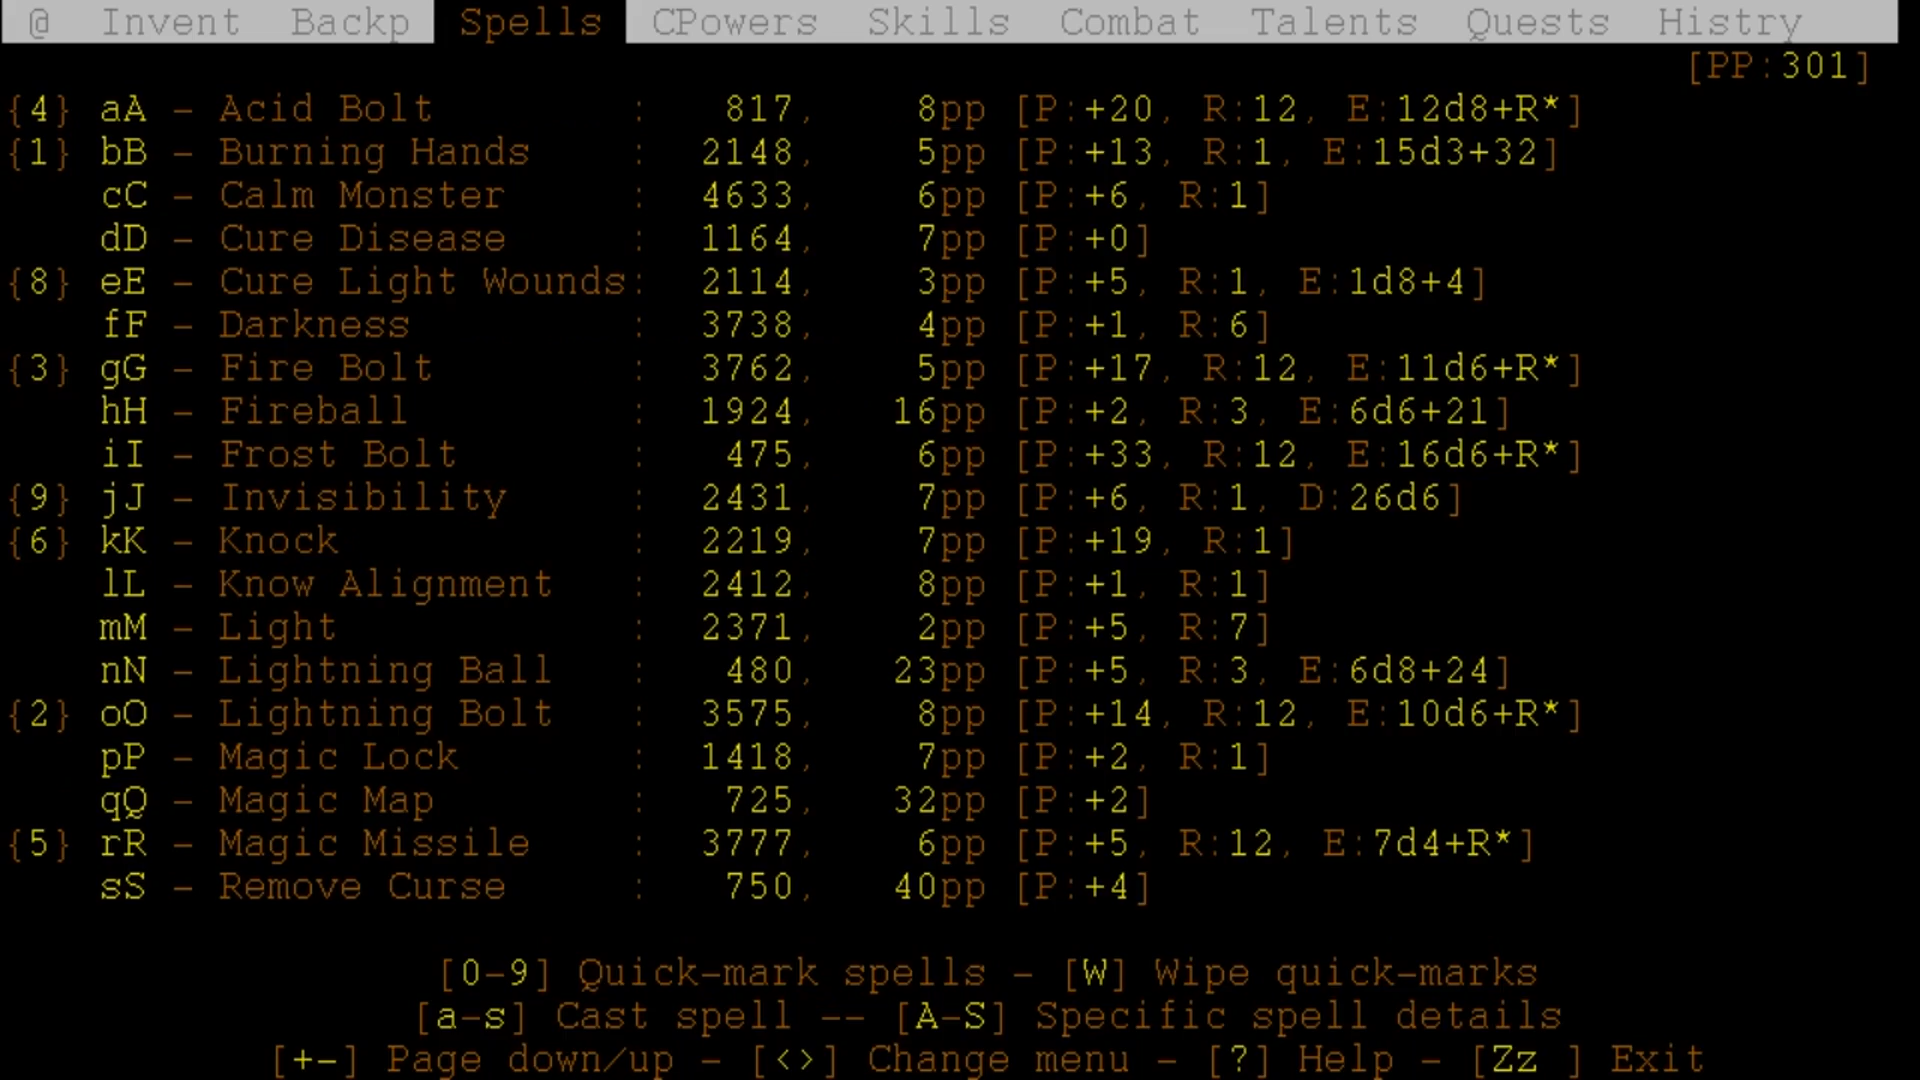 @ Invent Backp Spells CPowers Skills Combat Talents Quests Histry
[PP:301]
{4} aA - Acid Bolt : 817, 8pp [P:+20, R:12, E:12d8+R*]
{1} bB - Burning Hands : 2148, 5pp [P:+13, R:1, E:15d3+32]
cC - Calm Monster : 4633, 6pp [P:+6, R:1]
dD - Cure Disease : 1164, 7pp [P:+0]
{8} eE - Cure Light Wounds: 2114, 3pp [P:+5, R:1, E:1d8+4]
fF - Darkness : 3738, 4pp [P:+1, R:6]
{3} gG - Fire Bolt : 3762, 5pp [P:+17, R:12, E:11d6+R*]
hH - Fireball : 1924, 16pp [P:+2, R:3, E:6d6+21]
iI - Frost Bolt : 475, 6pp [P:+33, R:12, E:16d6+R*]
{9} jJ - Invisibility : 2431, 7pp [P:+6, R:1, D:26d6]
{6} kK - Knock : 2219, 7pp [P:+19, R:1]
lL - Know Alignment : 2412, 8pp [P:+1, R:1]
mM - Light : 2371, 2pp [P:+5, R:7]
nN - Lightning Ball : 480, 23pp [P:+5, R:3, E:6d8+24]
{2} oO - Lightning Bolt : 3575, 8pp [P:+14, R:12, E:10d6+R*]
pP - Magic Lock : 1418, 7pp [P:+2, R:1]
qQ - Magic Map : 725, 32pp [P:+2]
{5} rR - Magic Missile : 3777, 6pp [P:+5, R:12, E:7d4+R*]
sS - Remove Curse : 750, 40pp [P:+4]
[0-9] Quick-mark spells - [W] Wipe quick-marks
[a-s] Cast spell -- [A-S] Specific spell details
[+-] Page down/up - [<>] Change menu - [?] Help - [Zz ] Exit